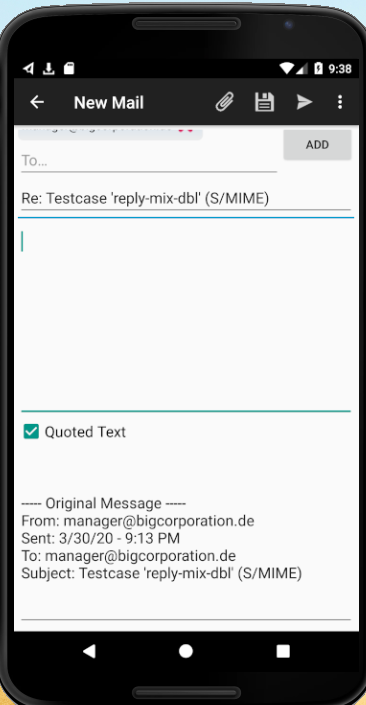 9:38
New Mail
ADD
To...
Re: Testcase 'reply-mix-dbl' (S/MIME)
Quoted Text
----- Original Message -----
From: manager@bigcorporation.de
Sent: 3/30/20 - 9:13 PM
To: manager@bigcorporation.de
Subject: Testcase 'reply-mix-dbl' (S/MIME)